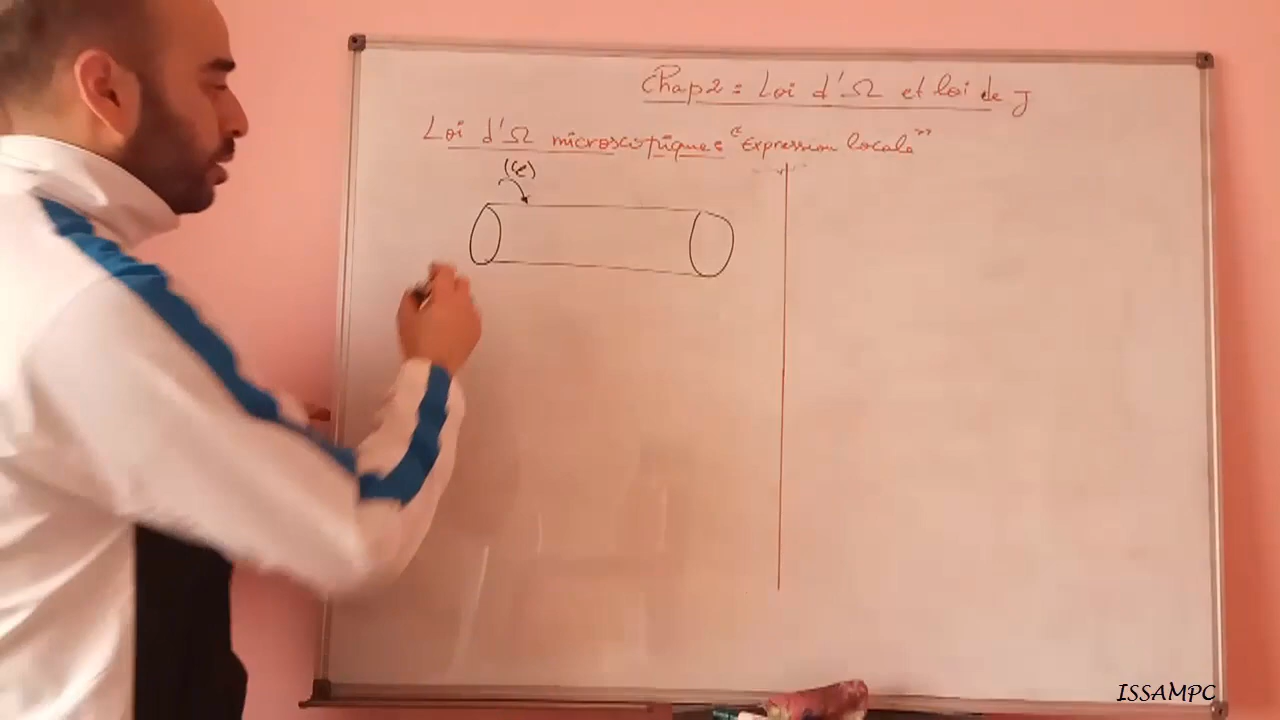 Chap2 = Loi d'Ω et loi de J
Loi d'Ω microscopique: "Expression locale"
(C)
ISSAMPC